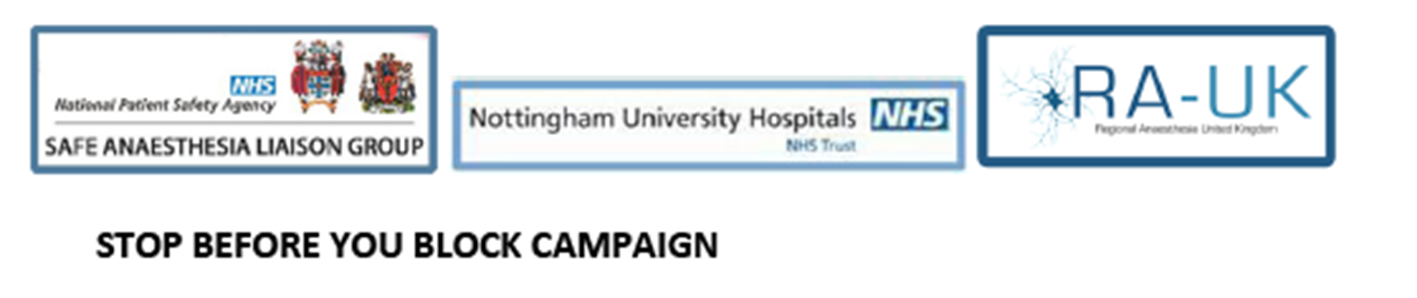 NHS
National Patient Safety Agency
SAFE ANAESTHESIA LIAISON GROUP
Nottingham University Hospitals NHS
NHS Trust
RA-UK
Regional Anaesthesia United Kingdom
STOP BEFORE YOU BLOCK CAMPAIGN